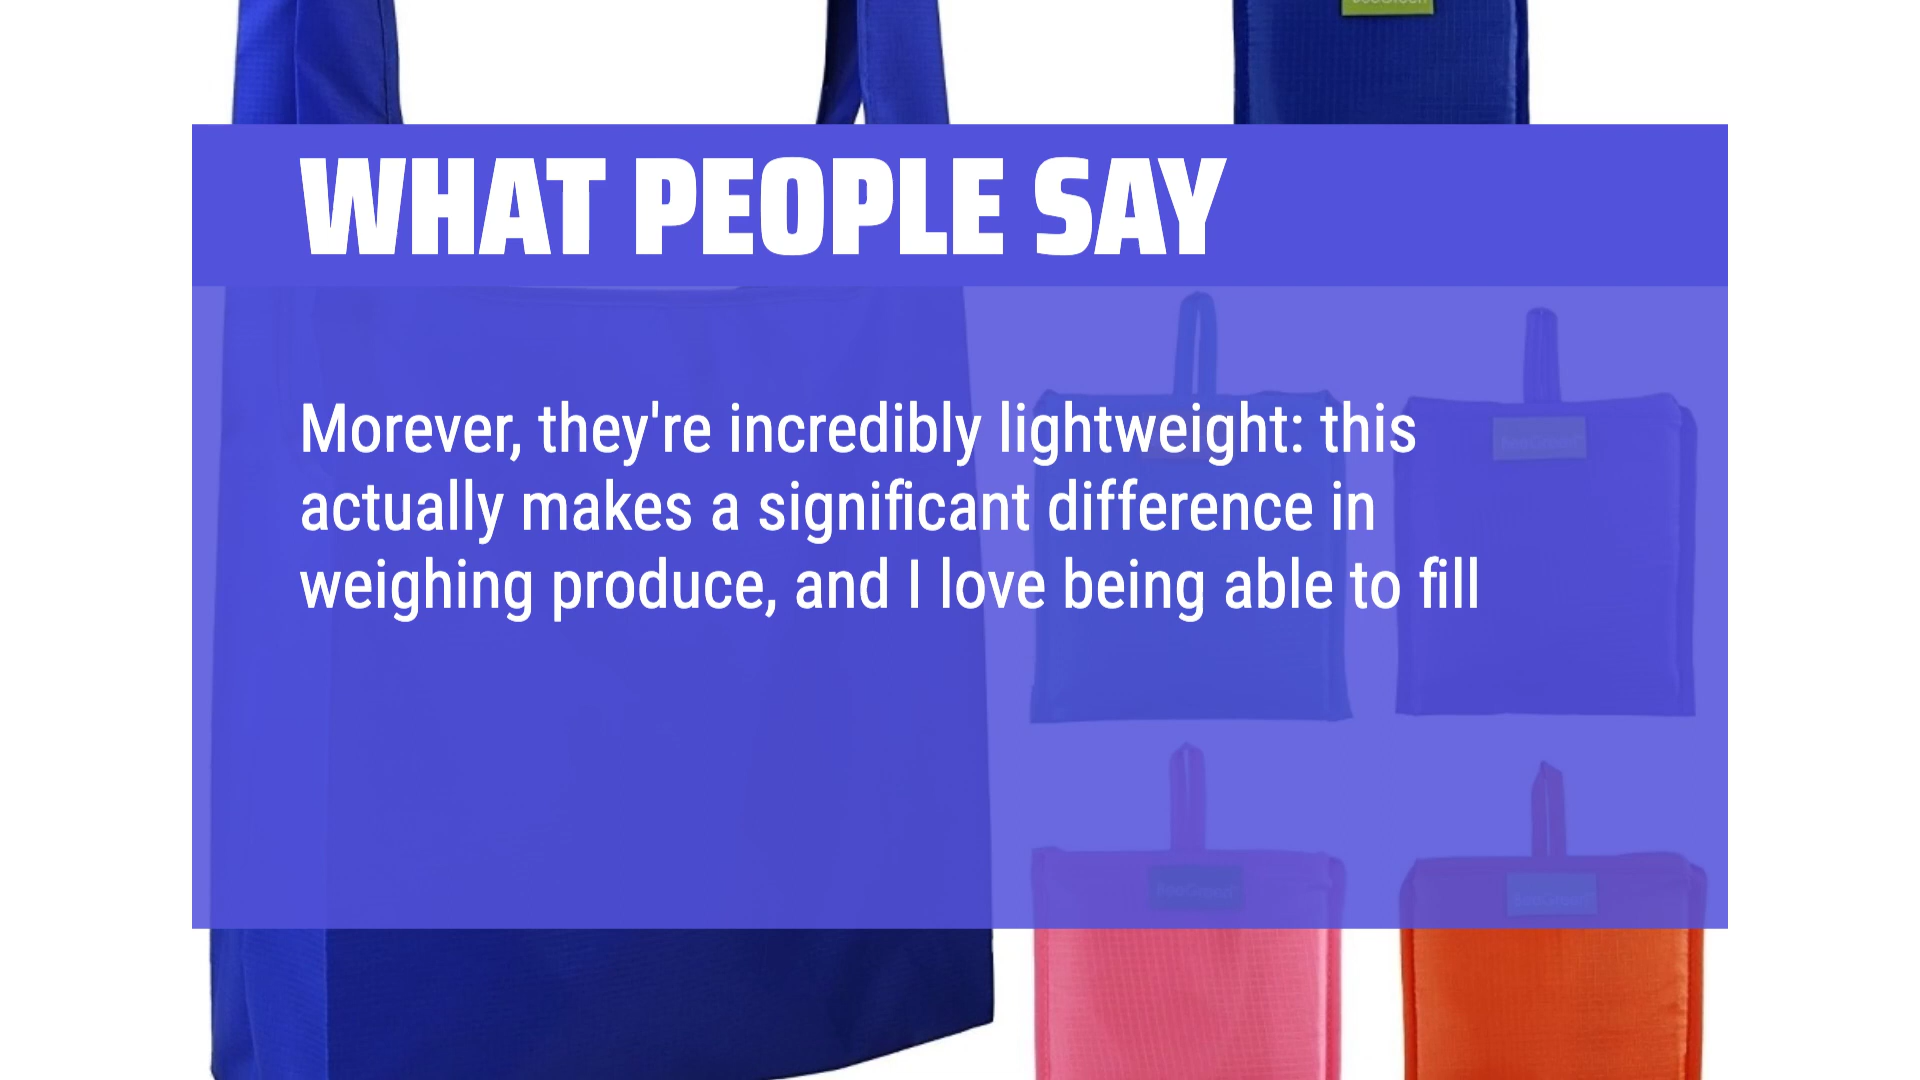 WHAT PEOPLE SAY
Morever, they're incredibly lightweight: this
actually makes a significant difference in
weighing produce, and I love being able to fill